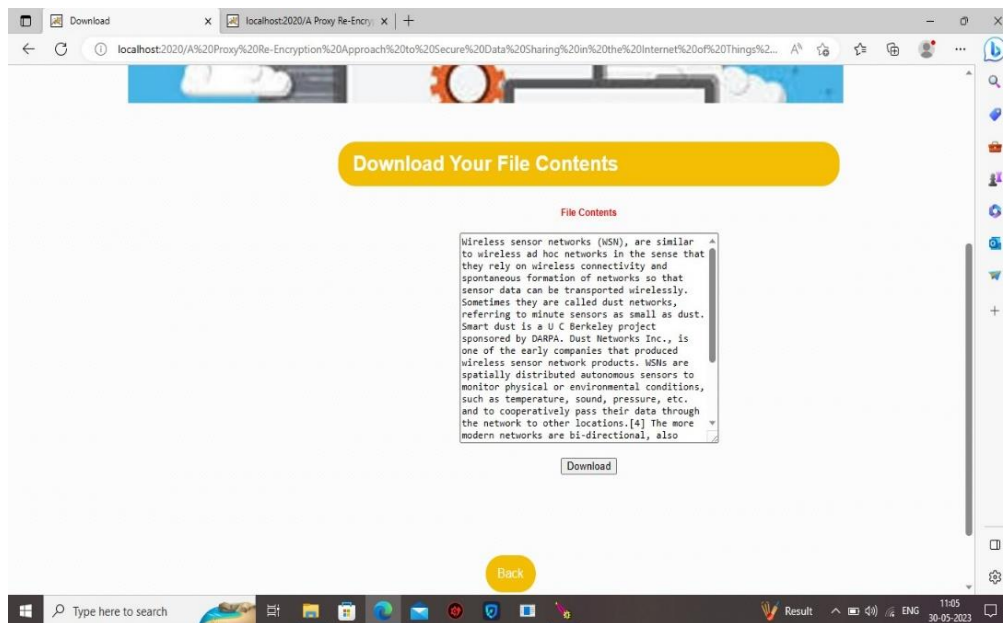 Download
localhost:2020/A Proxy Re-Encry
localhost:2020/A%20Proxy%20Re-Encryption%20Approach%20to%20Secure%20Data%20Sharing%20in%20the%20Internet%20of%20Things%2...
Download Your File Contents
File Contents
Wireless sensor networks (WSN), are similar
to wireless ad hoc networks in the sense that
they rely on wireless connectivity and
spontaneous formation of networks so that
sensor data can be transported wirelessly.
Sometimes they are called dust networks,
referring to minute sensors as small as dust.
Smart dust is a U C Berkeley project
sponsored by DARPA. Dust Networks Inc., is
one of the early companies that produced
wireless sensor network products. WSNs are
spatially distributed autonomous sensors to
monitor physical or environmental conditions,
such as temperature, sound, pressure, etc.
and to cooperatively pass their data through
the network to other locations.[4] The more
modern networks are bi-directional, also
Download
Back
Type here to search
Result
ENG
11:05
30-05-2023